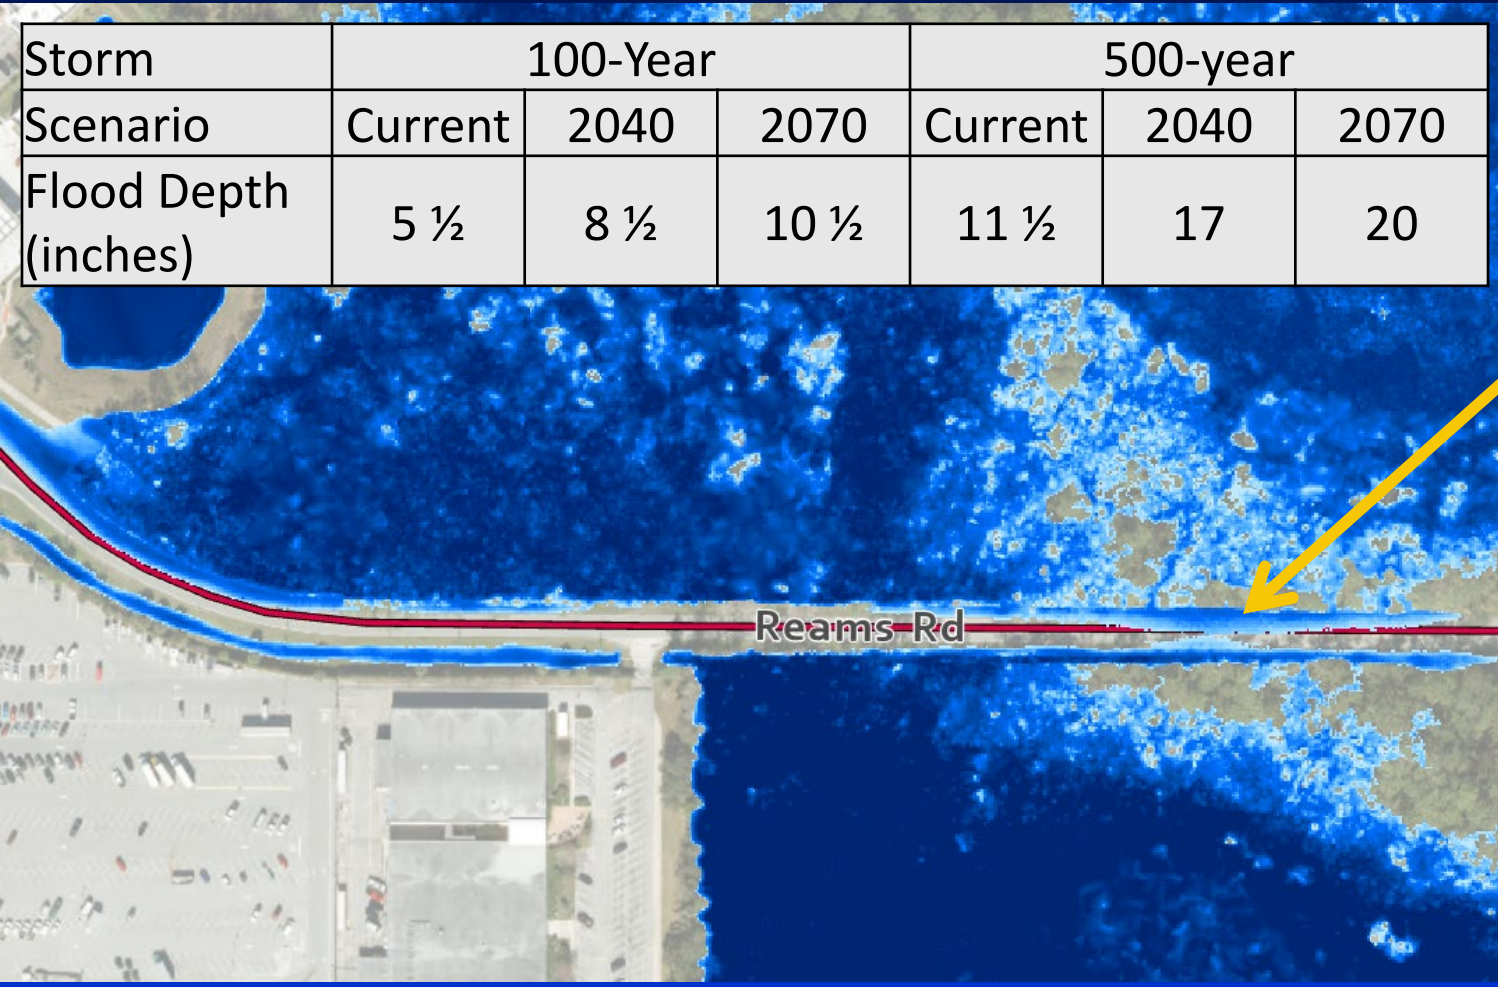 Storm 100-Year 500-year
Scenario Current 2040 2070 Current 2040 2070
Flood Depth
(inches) 5 ½ 8 ½ 10 ½ 11 ½ 17 20
Reams Rd